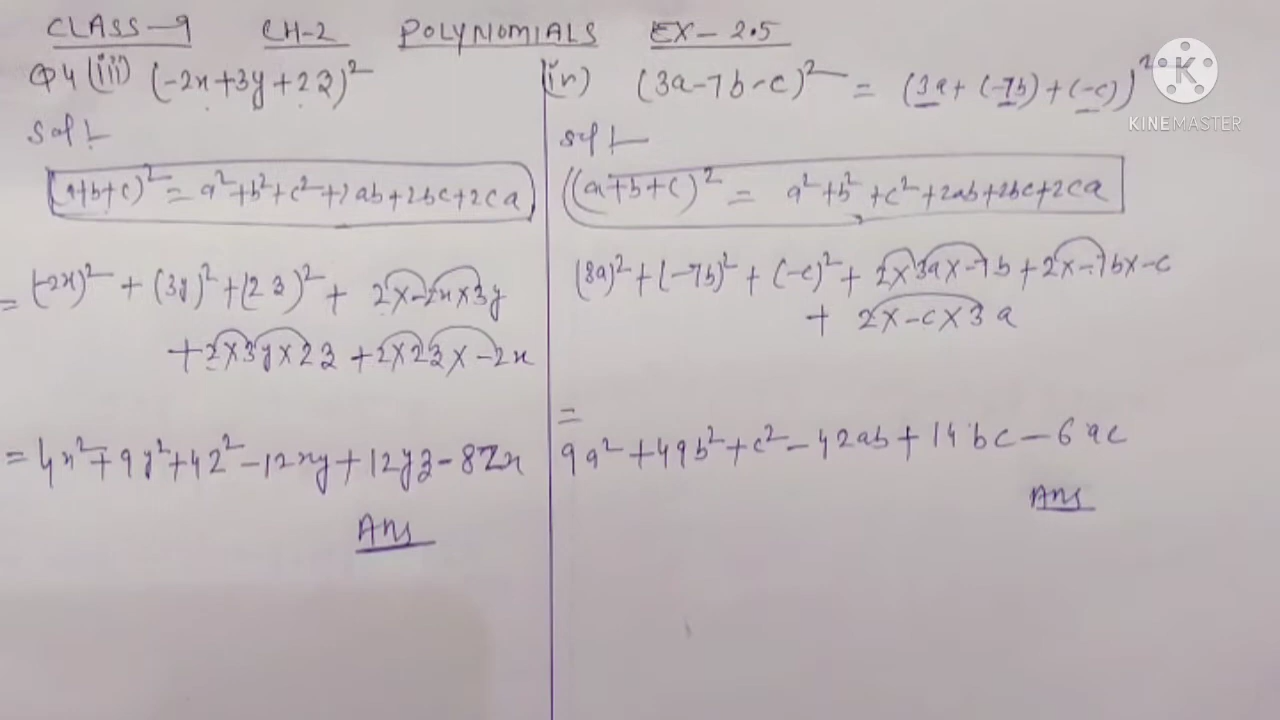 CLASS-9 CH-2 POLYNOMIALS EX-2.5
Q4(iii) (-2x+3y+2z)²
Sol:-
(a+b+c)² = a²+b²+c²+2ab+2bc+2ca
= (-2x)² + (3y)² + (2z)² + 2×-2x×3y
+2×3y×2z +2×2z×-2x
= 4x²+9y²+4z²-12xy+12yz-8zx
Ans
(iv) (3a-7b-c)² = (3a+(-7b)+(-c))²
Sol:-
(a+b+c)² = a²+b²+c²+2ab+2bc+2ca
(3a)²+(-7b)²+(-c)²+2×3a×-7b+2×-7b×-c
+ 2×-c×3a
=
9a²+49b²+c²-42ab+14bc-6ac
Ans
K
KINEMASTER